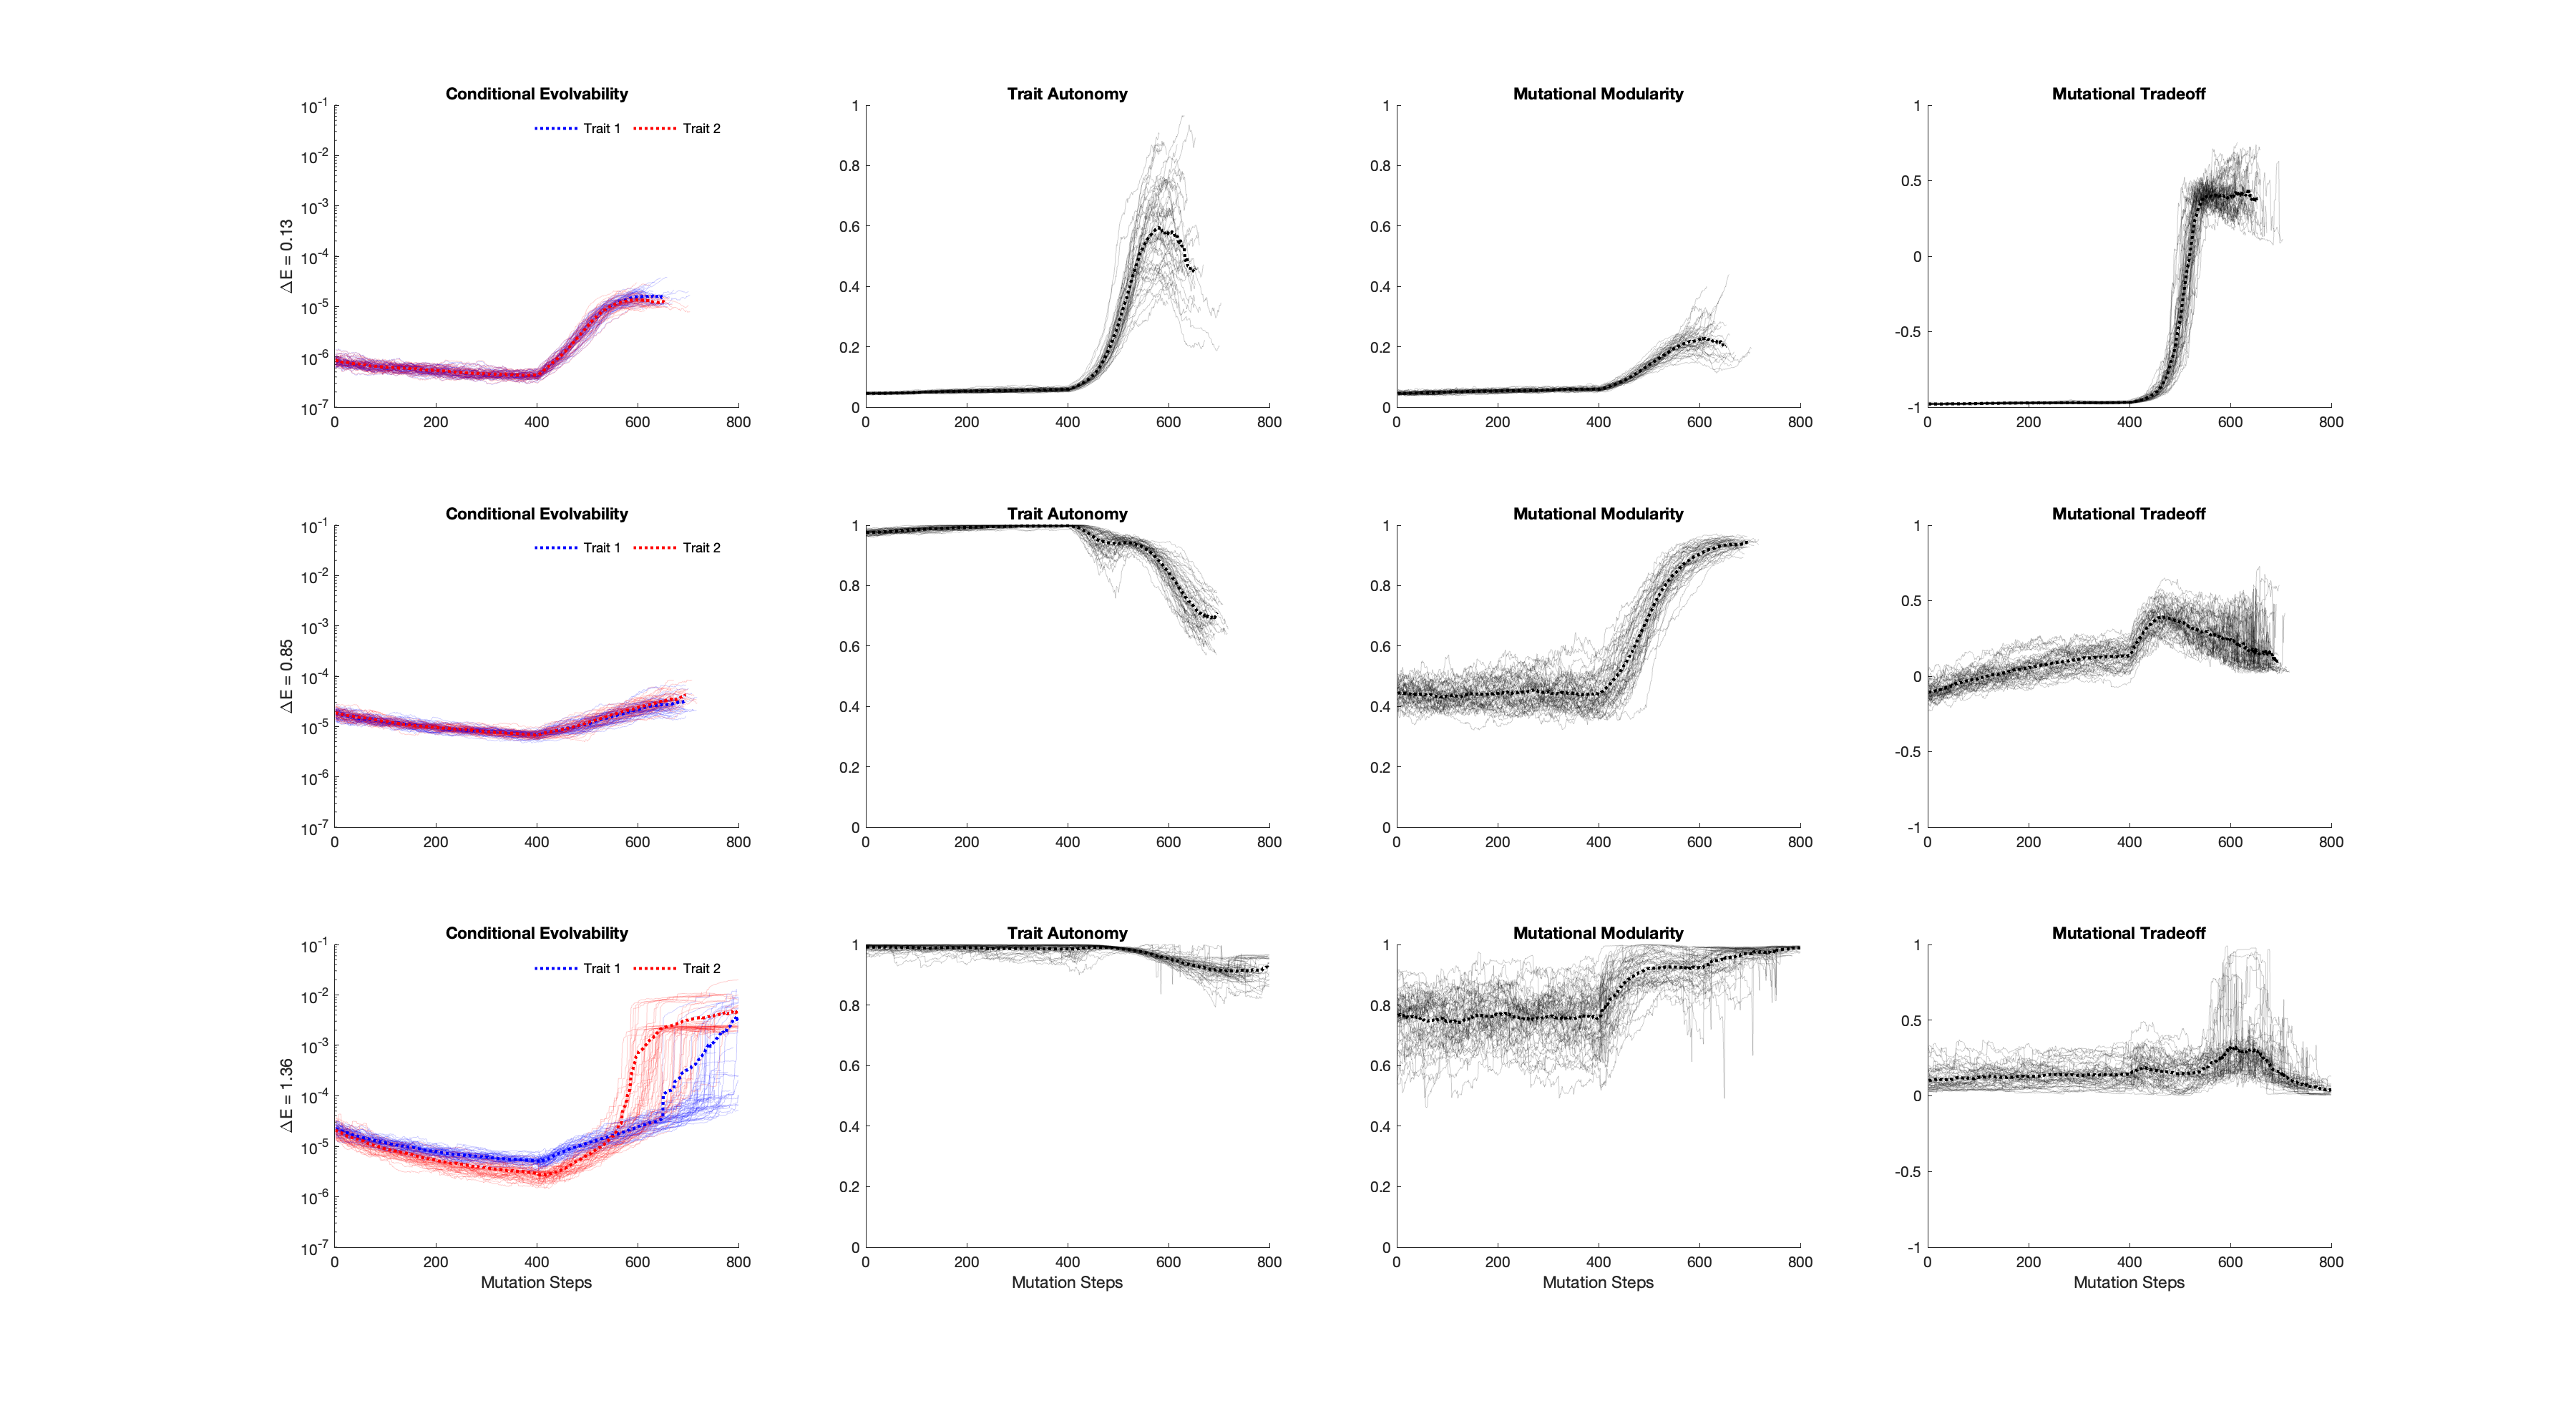 Conditional Evolvability
Trait Autonomy
Mutational Modularity
Mutational Tradeoff
ΔE = 0.13
10^-1
10^-2
10^-3
10^-4
10^-5
10^-6
10^-7
Trait 1 Trait 2
0 200 400 600 800
1
0.8
0.6
0.4
0.2
0
0 200 400 600 800
1
0.8
0.6
0.4
0.2
0
0 200 400 600 800
1
0.5
0
-0.5
-1
0 200 400 600 800
Conditional Evolvability
Trait Autonomy
Mutational Modularity
Mutational Tradeoff
ΔE = 0.85
10^-1
10^-2
10^-3
10^-4
10^-5
10^-6
10^-7
Trait 1 Trait 2
0 200 400 600 800
1
0.8
0.6
0.4
0.2
0
0 200 400 600 800
1
0.8
0.6
0.4
0.2
0
0 200 400 600 800
1
0.5
0
-0.5
-1
0 200 400 600 800
Conditional Evolvability
Trait Autonomy
Mutational Modularity
Mutational Tradeoff
ΔE = 1.36
10^-1
10^-2
10^-3
10^-4
10^-5
10^-6
10^-7
Trait 1 Trait 2
0 200 400 600 800
Mutation Steps
1
0.8
0.6
0.4
0.2
0
0 200 400 600 800
Mutation Steps
1
0.8
0.6
0.4
0.2
0
0 200 400 600 800
Mutation Steps
1
0.5
0
-0.5
-1
0 200 400 600 800
Mutation Steps